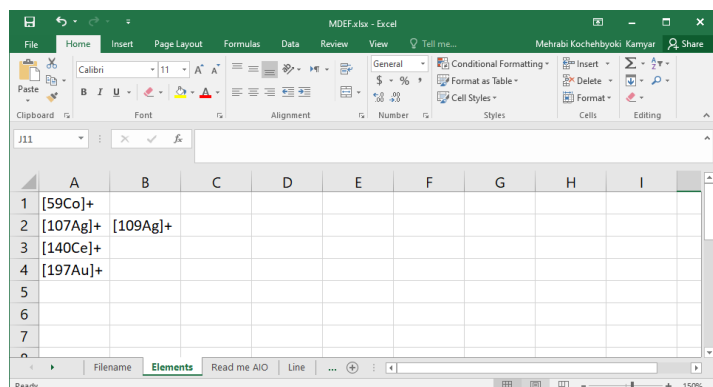 MDEF.xlsx - Excel
File Home Insert Page Layout Formulas Data Review View Tell me... Mehrabi Kochehbyoki Kamyar Share
Paste
Calibri 11 A A
B I U A
General
$ % ,
Conditional Formatting
Format as Table
Cell Styles
Insert
Delete
Format
Clipboard Font Alignment Number Styles Cells Editing
J11 fx
A B C D E F G H I
1 [59Co]+
2 [107Ag]+ [109Ag]+
3 [140Ce]+
4 [197Au]+
5
6
7
Filename Elements Read me AIO Line ...
Ready 150%